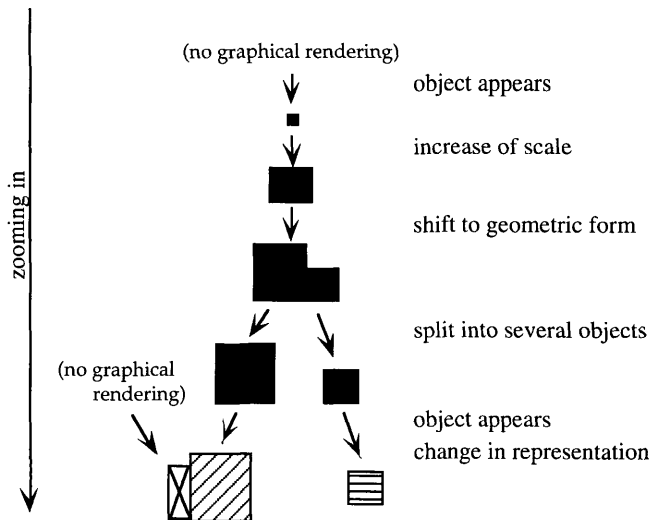 (no graphical rendering)
object appears
increase of scale
zooming in
shift to geometric form
split into several objects
(no graphical
rendering)
object appears
change in representation